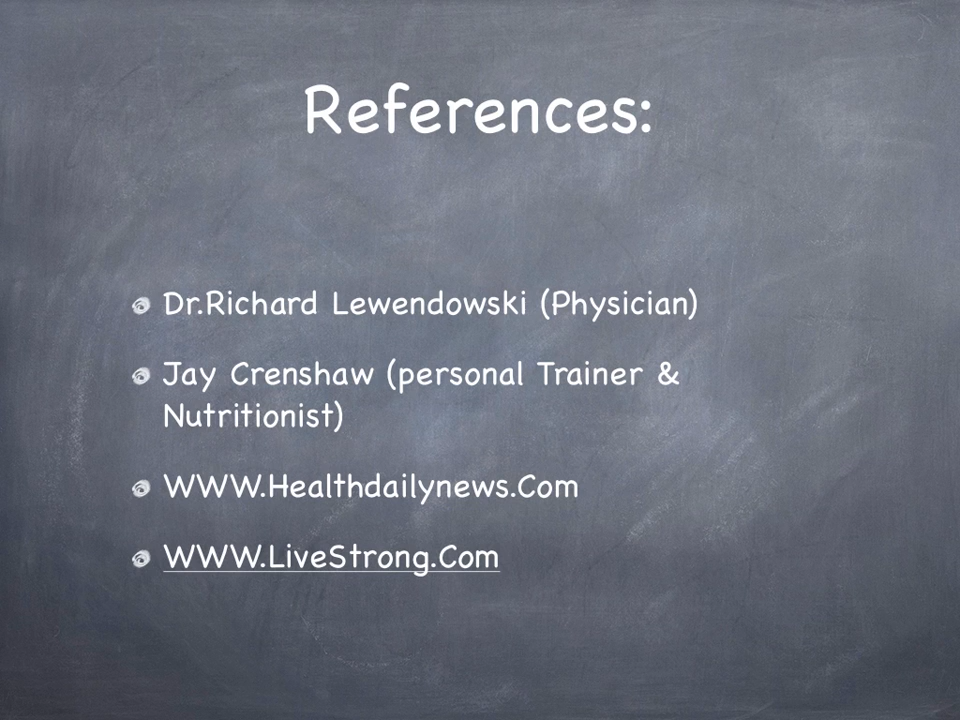 References:
Dr.Richard Lewendowski (Physician)
Jay Crenshaw (personal Trainer &
Nutritionist)
WWW.Healthdailynews.Com
WWW.LiveStrong.Com